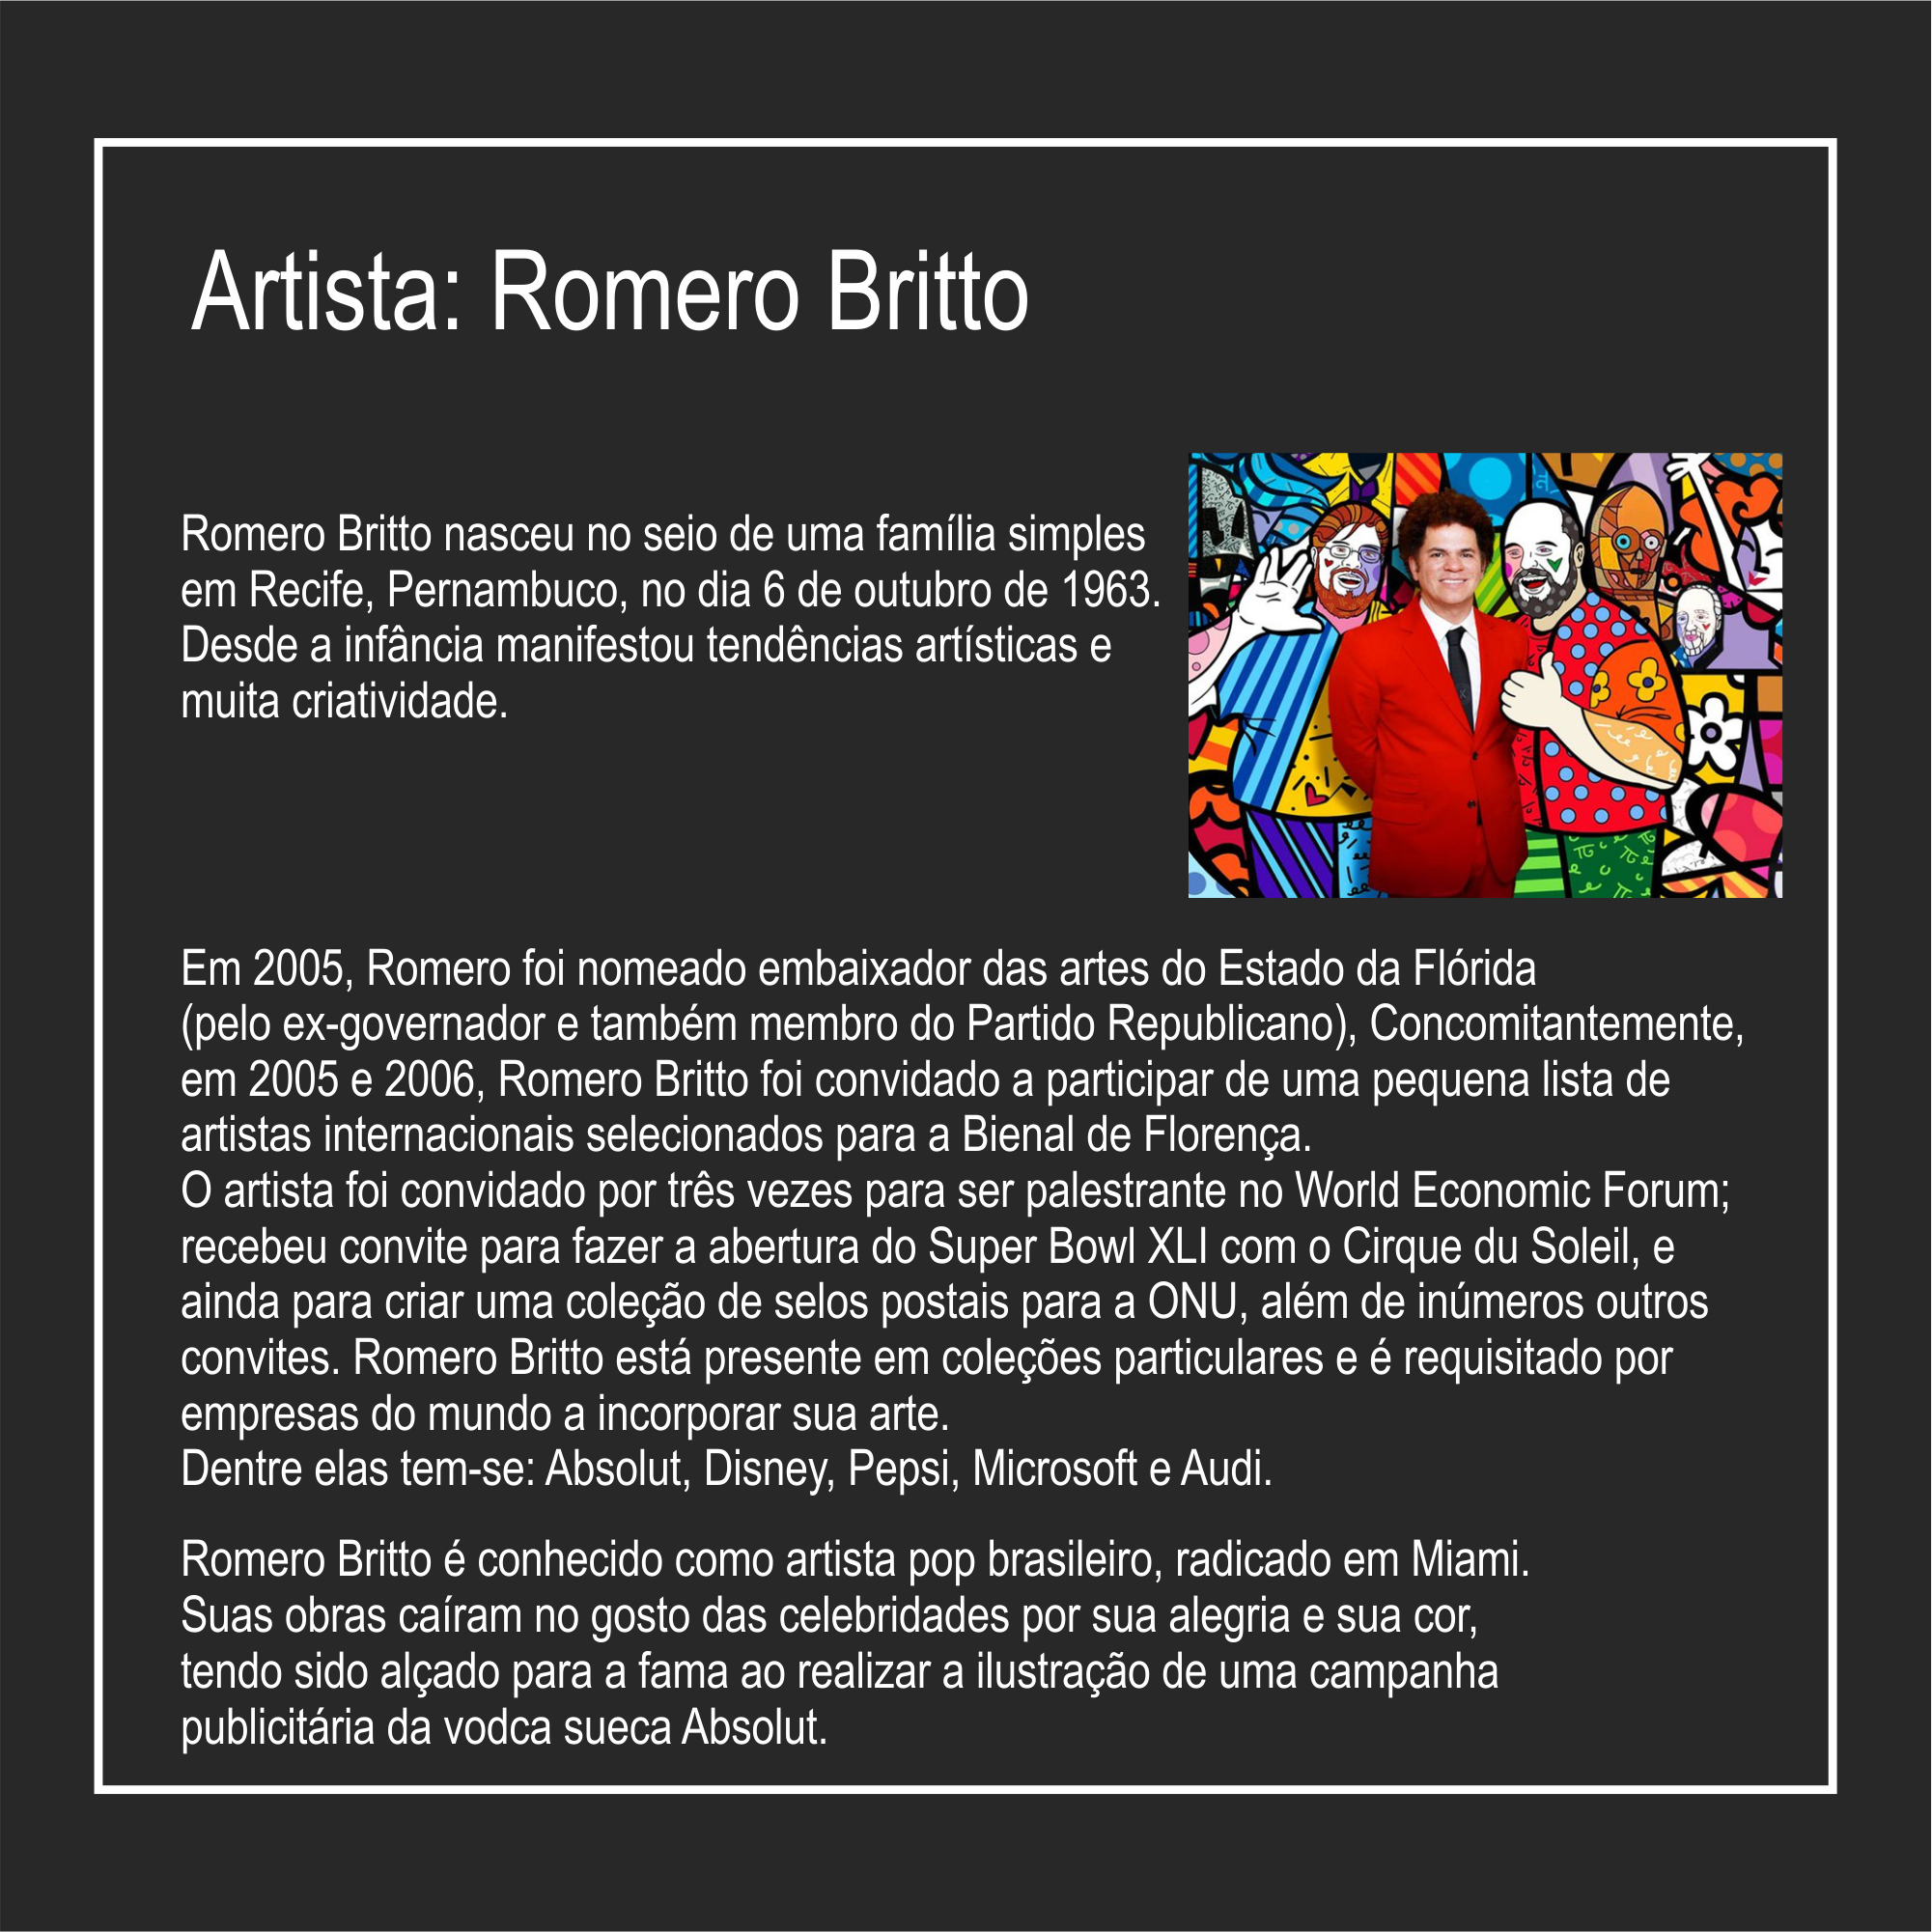 Artista: Romero Britto
Romero Britto nasceu no seio de uma família simples
em Recife, Pernambuco, no dia 6 de outubro de 1963.
Desde a infância manifestou tendências artísticas e
muita criatividade.
Em 2005, Romero foi nomeado embaixador das artes do Estado da Flórida
(pelo ex-governador e também membro do Partido Republicano), Concomitantemente,
em 2005 e 2006, Romero Britto foi convidado a participar de uma pequena lista de
artistas internacionais selecionados para a Bienal de Florença.
O artista foi convidado por três vezes para ser palestrante no World Economic Forum;
recebeu convite para fazer a abertura do Super Bowl XLI com o Cirque du Soleil, e
ainda para criar uma coleção de selos postais para a ONU, além de inúmeros outros
convites. Romero Britto está presente em coleções particulares e é requisitado por
empresas do mundo a incorporar sua arte.
Dentre elas tem-se: Absolut, Disney, Pepsi, Microsoft e Audi.
Romero Britto é conhecido como artista pop brasileiro, radicado em Miami.
Suas obras caíram no gosto das celebridades por sua alegria e sua cor,
tendo sido alçado para a fama ao realizar a ilustração de uma campanha
publicitária da vodca sueca Absolut.